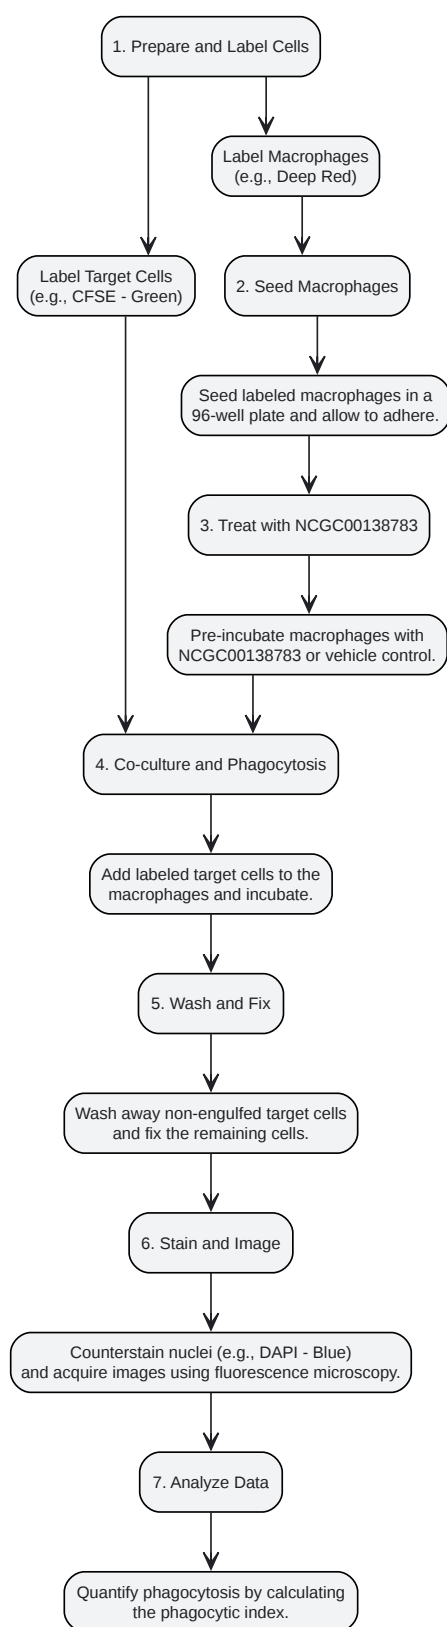 1. Prepare and Label Cells
Label Macrophages
(e.g., Deep Red)
Label Target Cells
(e.g., CFSE - Green)
2. Seed Macrophages
Seed labeled macrophages in a
96-well plate and allow to adhere.
3. Treat with NCGC00138783
Pre-incubate macrophages with
NCGC00138783 or vehicle control.
4. Co-culture and Phagocytosis
Add labeled target cells to the
macrophages and incubate.
5. Wash and Fix
Wash away non-engulfed target cells
and fix the remaining cells.
6. Stain and Image
Counterstain nuclei (e.g., DAPI - Blue)
and acquire images using fluorescence microscopy.
7. Analyze Data
Quantify phagocytosis by calculating
the phagocytic index.